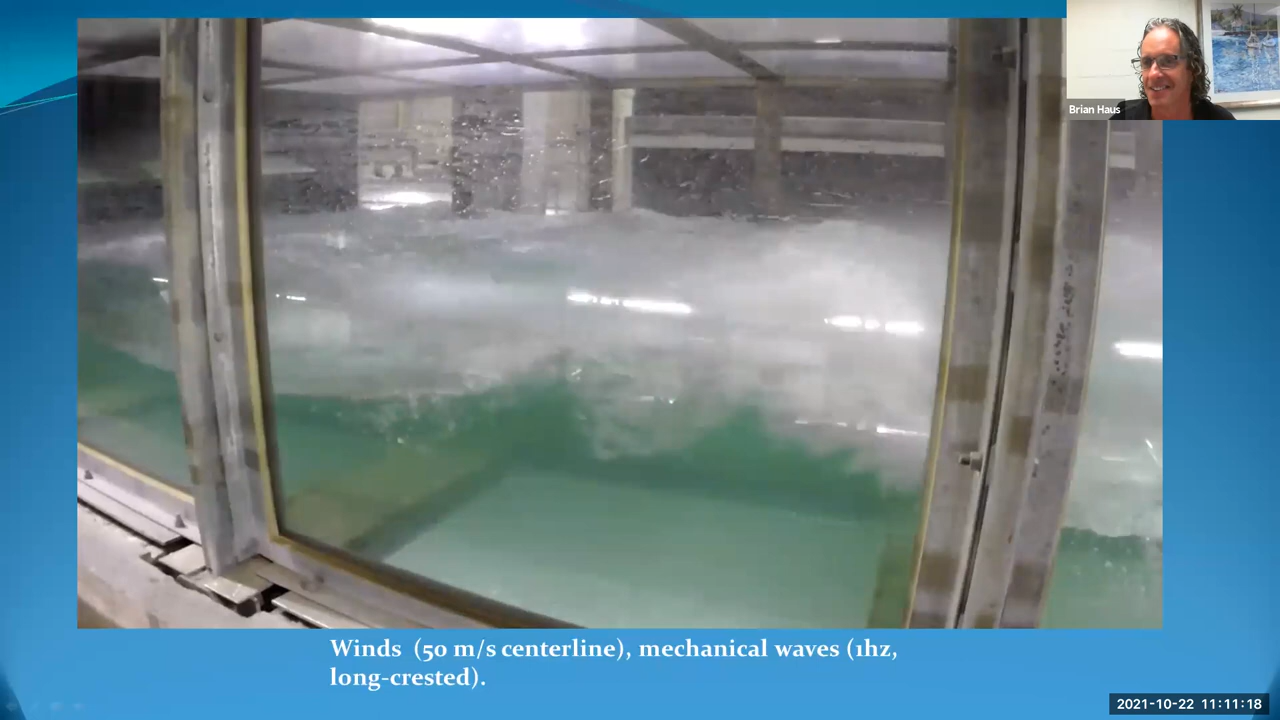 Brian Haus
Winds (50 m/s centerline), mechanical waves (1hz,
long-crested).
2021-10-22 11:11:18